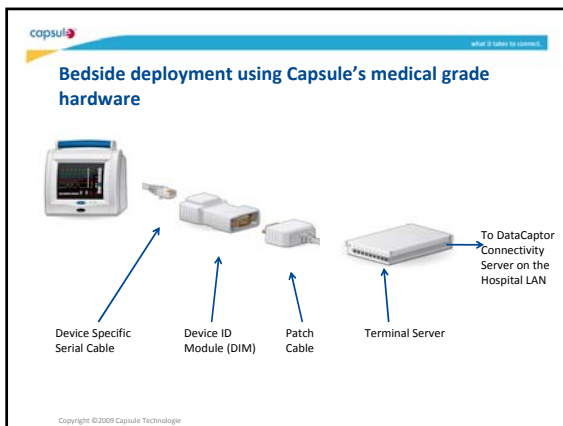 capsule
what it takes to connect.
Bedside deployment using Capsule's medical grade
hardware
To DataCaptor
Connectivity
Server on the
Hospital LAN
Device Specific
Serial Cable
Device ID
Module (DIM)
Patch
Cable
Terminal Server
Copyright ©2009 Capsule Technologie